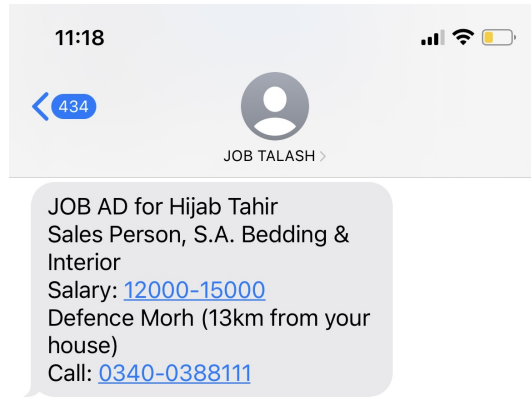 11:18
434
JOB TALASH
JOB AD for Hijab Tahir
Sales Person, S.A. Bedding &
Interior
Salary: 12000-15000
Defence Morh (13km from your
house)
Call: 0340-0388111